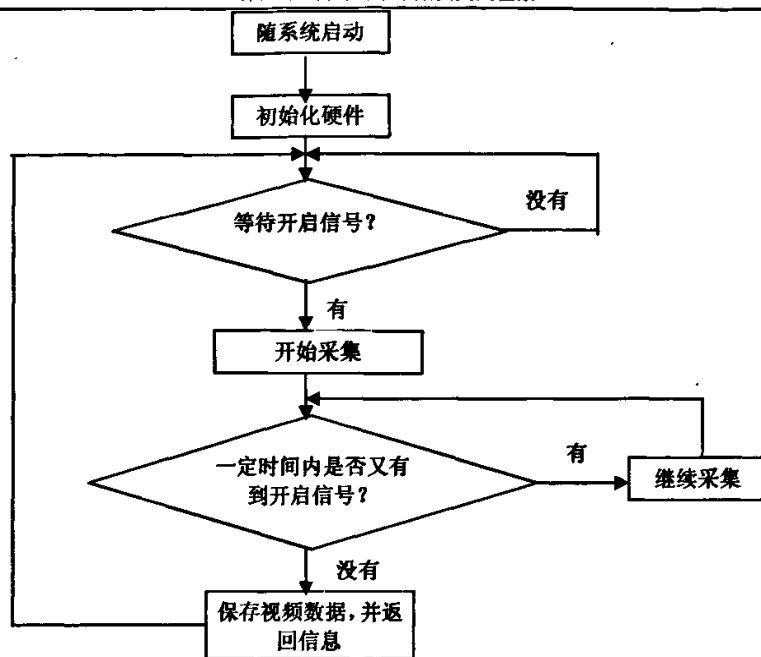 随系统启动
初始化硬件
等待开启信号？
没有
有
开始采集
一定时间内是否又有
到开启信号？
有
继续采集
没有
保存视频数据，并返
回信息